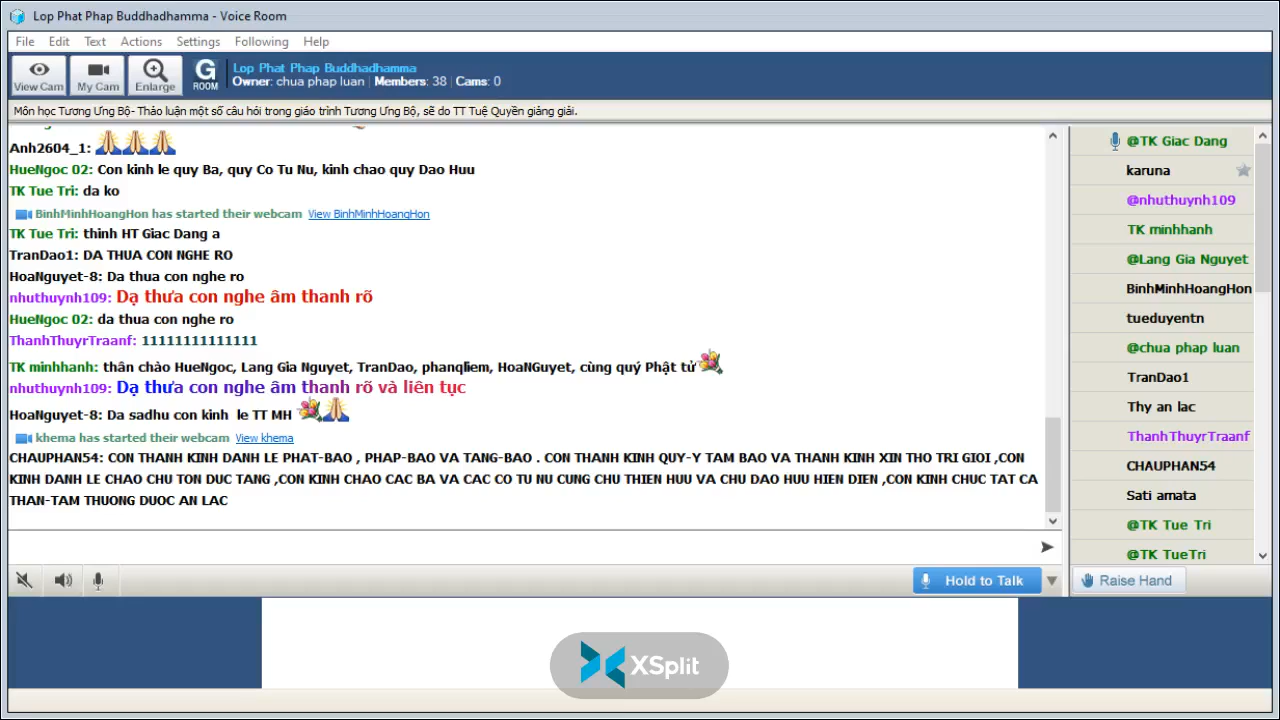 Lop Phat Phap Buddhadhamma - Voice Room
File Edit Text Actions Settings Following Help
View Cam My Cam Enlarge G ROOM
Lop Phat Phap Buddhadhamma
Owner: chua phap luan | Members: 38 | Cams: 0
Môn học Tương Ưng Bộ- Thảo luận một số câu hỏi trong giáo trình Tương Ưng Bộ, sẽ do TT Tuệ Quyền giảng giải.
Anh2604_1:
HueNgoc 02: Con kinh le quy Ba, quy Co Tu Nu, kinh chao quy Dao Huu
TK Tue Tri: da ko
BinhMinhHoangHon has started their webcam View BinhMinhHoangHon
TK Tue Tri: thinh HT Giac Dang a
TranDao1: DA THUA CON NGHE RO
HoaNguyet-8: Da thua con nghe ro
nhuthuynh109: Dạ thưa con nghe âm thanh rõ
HueNgoc 02: da thua con nghe ro
ThanhThuyrTraanf: 11111111111111
TK minhhanh: thân chào HueNgoc, Lang Gia Nguyet, TranDao, phanqliem, HoaNGuyet, cùng quý Phật tử
nhuthuynh109: Dạ thưa con nghe âm thanh rõ và liên tục
HoaNguyet-8: Da sadhu con kinh le TT MH
khema has started their webcam View khema
CHAUPHAN54: CON THANH KINH DANH LE PHAT-BAO , PHAP-BAO VA TANG-BAO . CON THANH KINH QUY-Y TAM BAO VA THANH KINH XIN THO TRI GIOI ,CON
KINH DANH LE CHAO CHU TON DUC TANG ,CON KINH CHAO CAC BA VA CAC CO TU NU CUNG CHU THIEN HUU VA CHU DAO HUU HIEN DIEN ,CON KINH CHUC TAT CA
THAN-TAM THUONG DUOC AN LAC
@TK Giac Dang
karuna
@nhuthuynh109
TK minhhanh
@Lang Gia Nguyet
BinhMinhHoangHon
tueduyentn
@chua phap luan
TranDao1
Thy an lac
ThanhThuyrTraanf
CHAUPHAN54
Sati amata
@TK Tue Tri
@TK TueTri
Hold to Talk
Raise Hand
XSplit